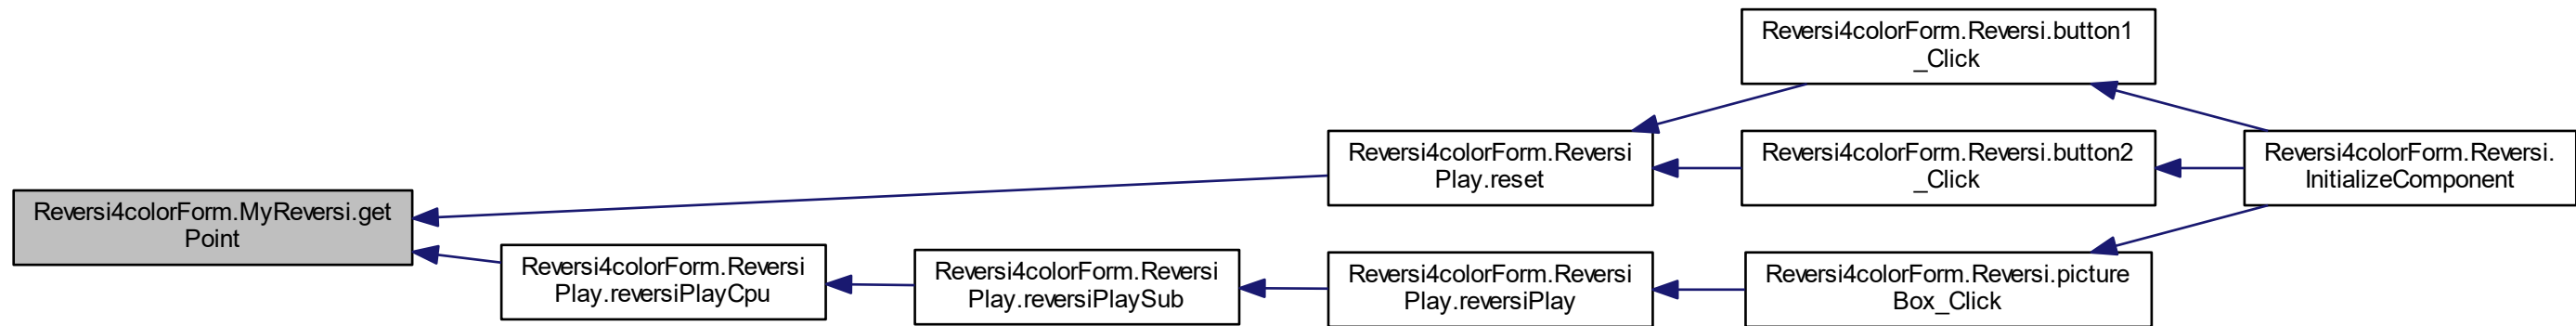 Reversi4colorForm.MyReversi.get
Point
Reversi4colorForm.Reversi
Play.reset
Reversi4colorForm.Reversi.button1
_Click
Reversi4colorForm.Reversi.
InitializeComponent
Reversi4colorForm.Reversi.button2
_Click
Reversi4colorForm.Reversi
Play.reversiPlayCpu
Reversi4colorForm.Reversi
Play.reversiPlaySub
Reversi4colorForm.Reversi
Play.reversiPlay
Reversi4colorForm.Reversi.picture
Box_Click